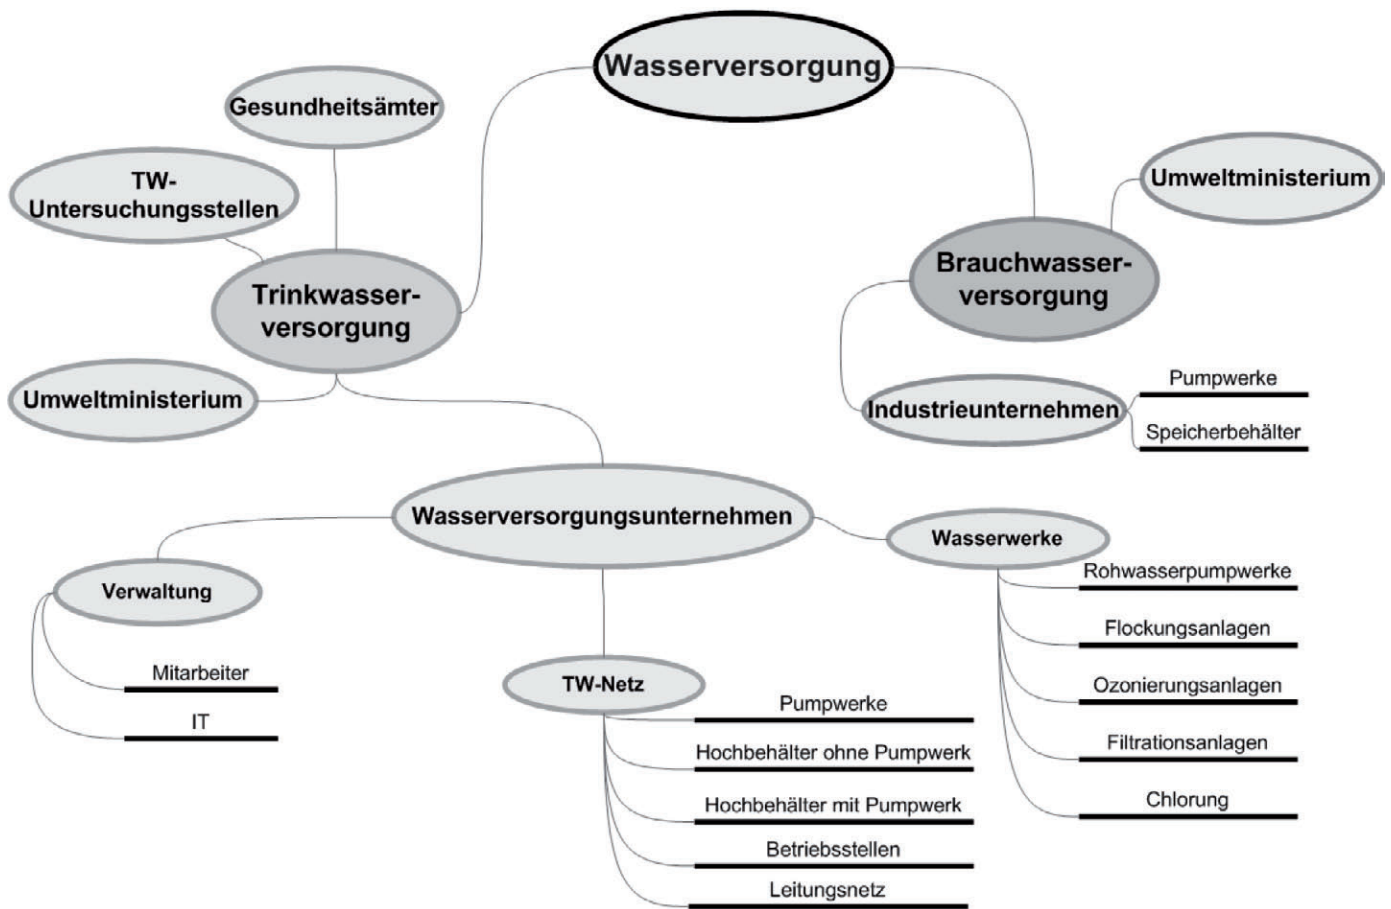 Wasserversorgung
Gesundheitsämter
TW-
Untersuchungsstellen
Trinkwasser-
versorgung
Umweltministerium
Umweltministerium
Brauchwasser-
versorgung
Industrieunternehmen
Pumpwerke
Speicherbehälter
Wasserversorgungsunternehmen
Verwaltung
Mitarbeiter
IT
TW-Netz
Pumpwerke
Hochbehälter ohne Pumpwerk
Hochbehälter mit Pumpwerk
Betriebsstellen
Leitungsnetz
Wasserwerke
Rohwasserpumpwerke
Flockungsanlagen
Ozonierungsanlagen
Filtrationsanlagen
Chlorung